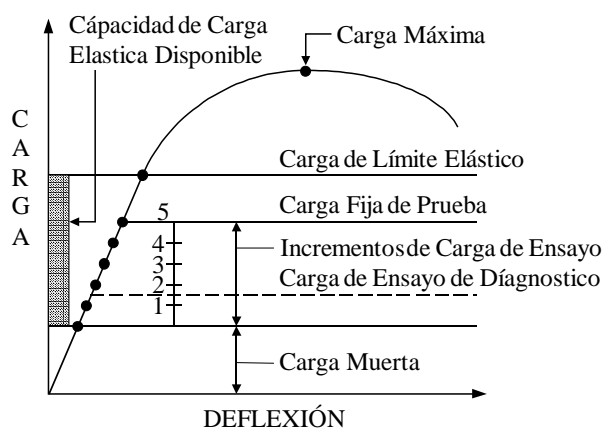 Cápacidad de Carga
Elastica Disponible
Carga Máxima
CARGA
Carga de Límite Elástico
Carga Fija de Prueba
5
4
3
2
1
Incrementos de Carga de Ensayo
Carga de Ensayo de Díagnostico
Carga Muerta
DEFLEXIÓN